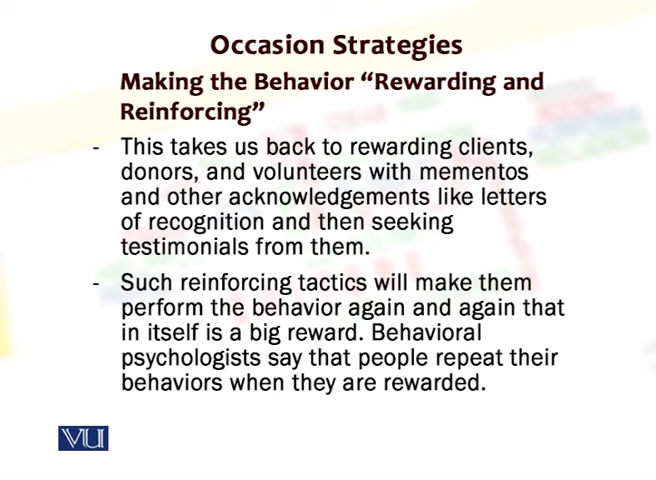 Occasion Strategies
Making the Behavior “Rewarding and
Reinforcing”
- This takes us back to rewarding clients,
donors, and volunteers with mementos
and other acknowledgements like letters
of recognition and then seeking
testimonials from them.
- Such reinforcing tactics will make them
perform the behavior again and again that
in itself is a big reward. Behavioral
psychologists say that people repeat their
behaviors when they are rewarded.
VU